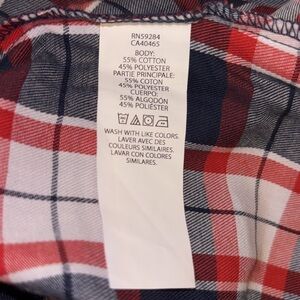 RN59284
CA40465
BODY:
55% COTTON
45% POLYESTER
PARTIE PRINCIPALE:
55% COTON
45% POLYESTER
CUERPO:
55% ALGODÓN
45% POLIÉSTER
WASH WITH LIKE COLORS.
LAVER AVEC DES
COULEURS SIMILAIRES.
LAVAR CON COLORES
SIMILARES.